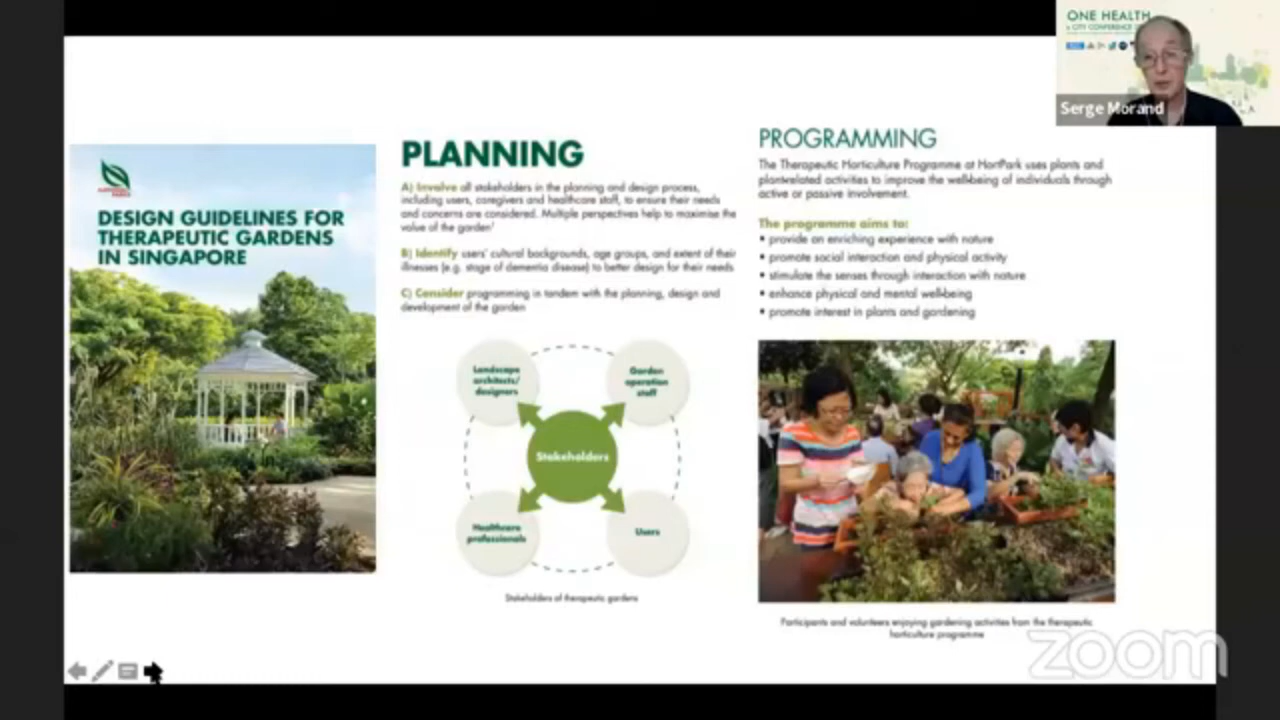 ONE HEALTH
CITY CONFERENCE
Serge Morand
DESIGN GUIDELINES FOR
THERAPEUTIC GARDENS
IN SINGAPORE
PLANNING
A) Involve all stakeholders in the planning and design process,
including users, caregivers and healthcare staff, to ensure their needs
and concerns are considered. Multiple perspectives help to maximise the
value of the garden¹
B) Identify users' cultural backgrounds, age groups, and extent of their
illnesses (e.g. stage of dementia disease) to better design for their needs
C) Consider programming in tandem with the planning, design and
development of the garden
Landscape
architects/
designers
Garden
operation
staff
Stakeholders
Healthcare
professionals
Users
Stakeholders of therapeutic gardens
PROGRAMMING
The Therapeutic Horticulture Programme at HortPark uses plants and
plant-related activities to improve the well-being of individuals through
active or passive involvement.
The programme aims to:
• provide an enriching experience with nature
• promote social interaction and physical activity
• stimulate the senses through interaction with nature
• enhance physical and mental well-being
• promote interest in plants and gardening
Participants and volunteers enjoying gardening activities from the therapeutic
horticulture programme
zoom